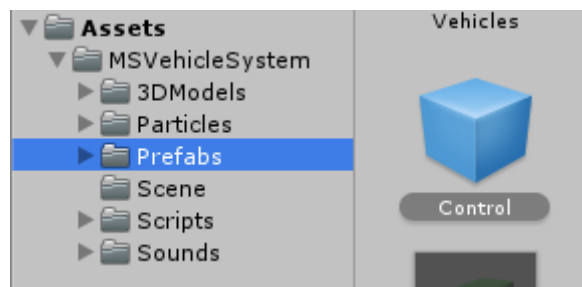 Assets
MSVehicleSystem
3DModels
Particles
Prefabs
Scene
Scripts
Sounds
Vehicles
Control